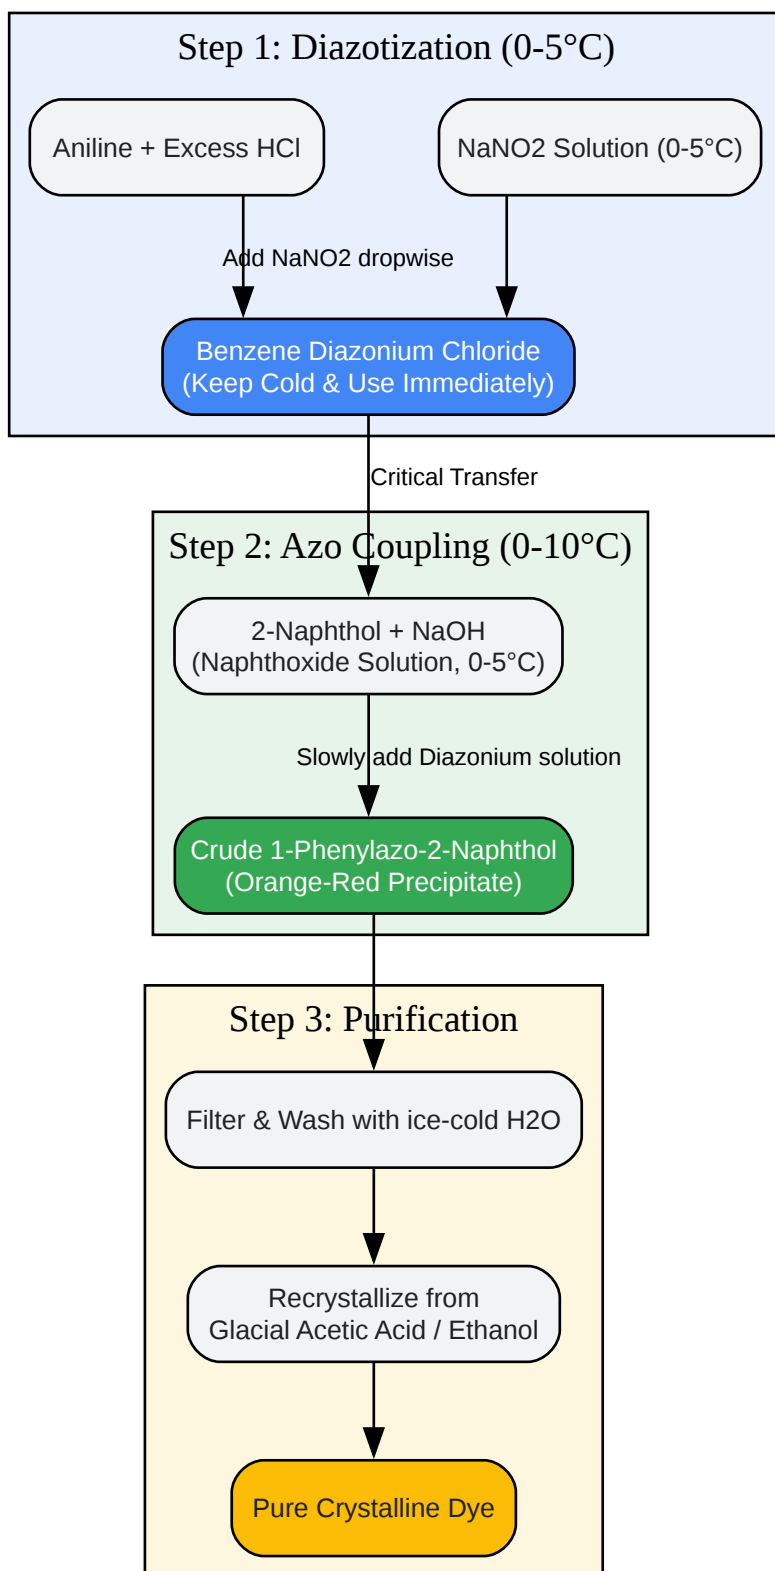 Step 1: Diazotization (0-5°C)
Aniline + Excess HCl
NaNO2 Solution (0-5°C)
Add NaNO2 dropwise
Benzene Diazonium Chloride
(Keep Cold & Use Immediately)
Critical Transfer
Step 2: Azo Coupling (0-10°C)
2-Naphthol + NaOH
(Naphthoxide Solution, 0-5°C)
Slowly add Diazonium solution
Crude 1-Phenylazo-2-Naphthol
(Orange-Red Precipitate)
Step 3: Purification
Filter & Wash with ice-cold H2O
Recrystallize from
Glacial Acetic Acid / Ethanol
Pure Crystalline Dye